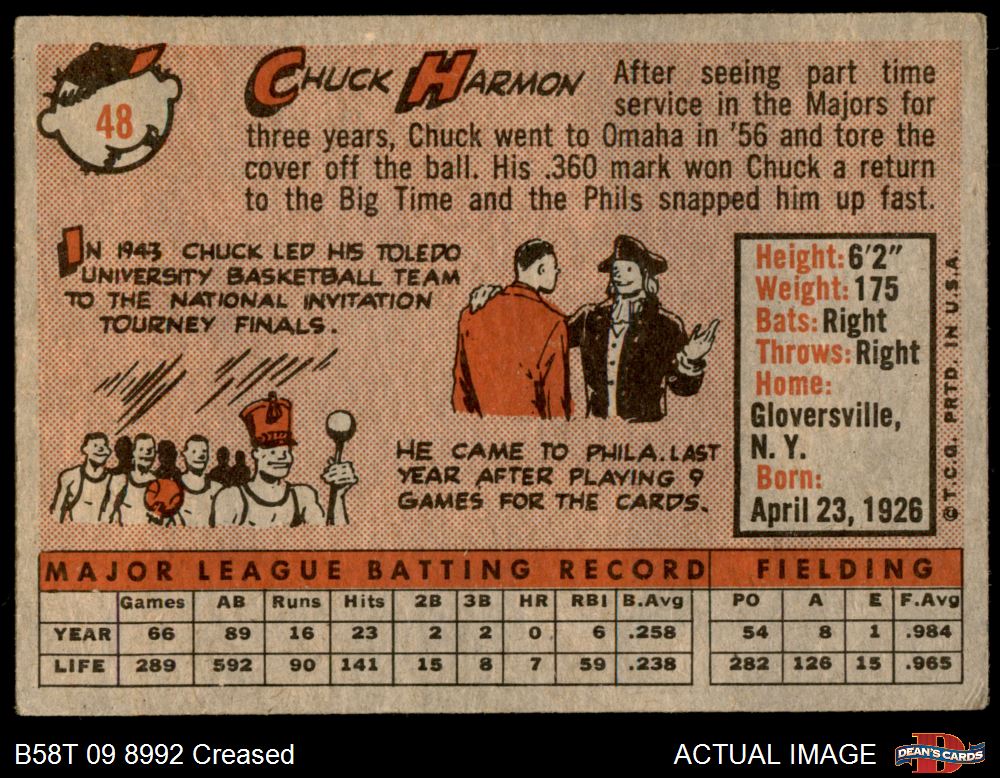 48
CHUCK HARMON
After seeing part time
service in the Majors for
three years, Chuck went to Omaha in '56 and tore the
cover off the ball. His .360 mark won Chuck a return
to the Big Time and the Phils snapped him up fast.
IN 1943 CHUCK LED HIS TOLEDO
UNIVERSITY BASKETBALL TEAM
TO THE NATIONAL INVITATION
TOURNEY FINALS.
HE CAME TO PHILA. LAST
YEAR AFTER PLAYING 9
GAMES FOR THE CARDS.
Height: 6'2"
Weight: 175
Bats: Right
Throws: Right
Home:
Gloversville,
N. Y.
Born:
April 23, 1926
© T.C.G. PRTD. IN U.S.A.
MAJOR LEAGUE BATTING RECORD FIELDING
Games AB Runs Hits 2B 3B HR RBI B.Avg PO A E F.Avg
YEAR 66 89 16 23 2 2 0 6 .258 54 8 1 .984
LIFE 289 592 90 141 15 8 7 59 .238 282 126 15 .965
B58T 09 8992 Creased
ACTUAL IMAGE
DEAN'S CARDS